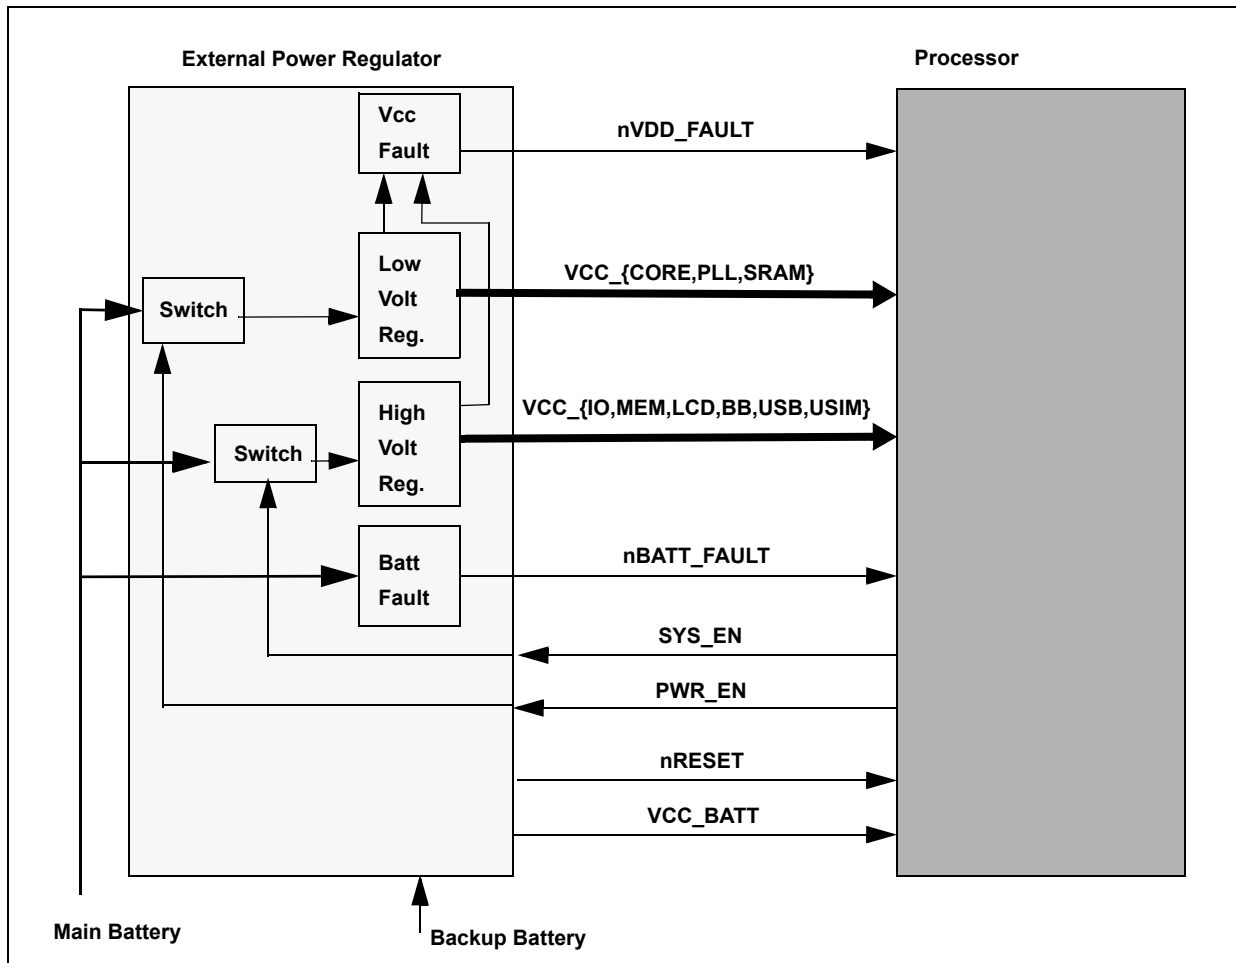 External Power Regulator
Processor
Vcc
Fault
nVDD_FAULT
Low
Volt
Reg.
VCC_{CORE,PLL,SRAM}
Switch
High
Volt
Reg.
VCC_{IO,MEM,LCD,BB,USB,USIM}
Switch
Batt
Fault
nBATT_FAULT
SYS_EN
PWR_EN
nRESET
VCC_BATT
Main Battery
Backup Battery